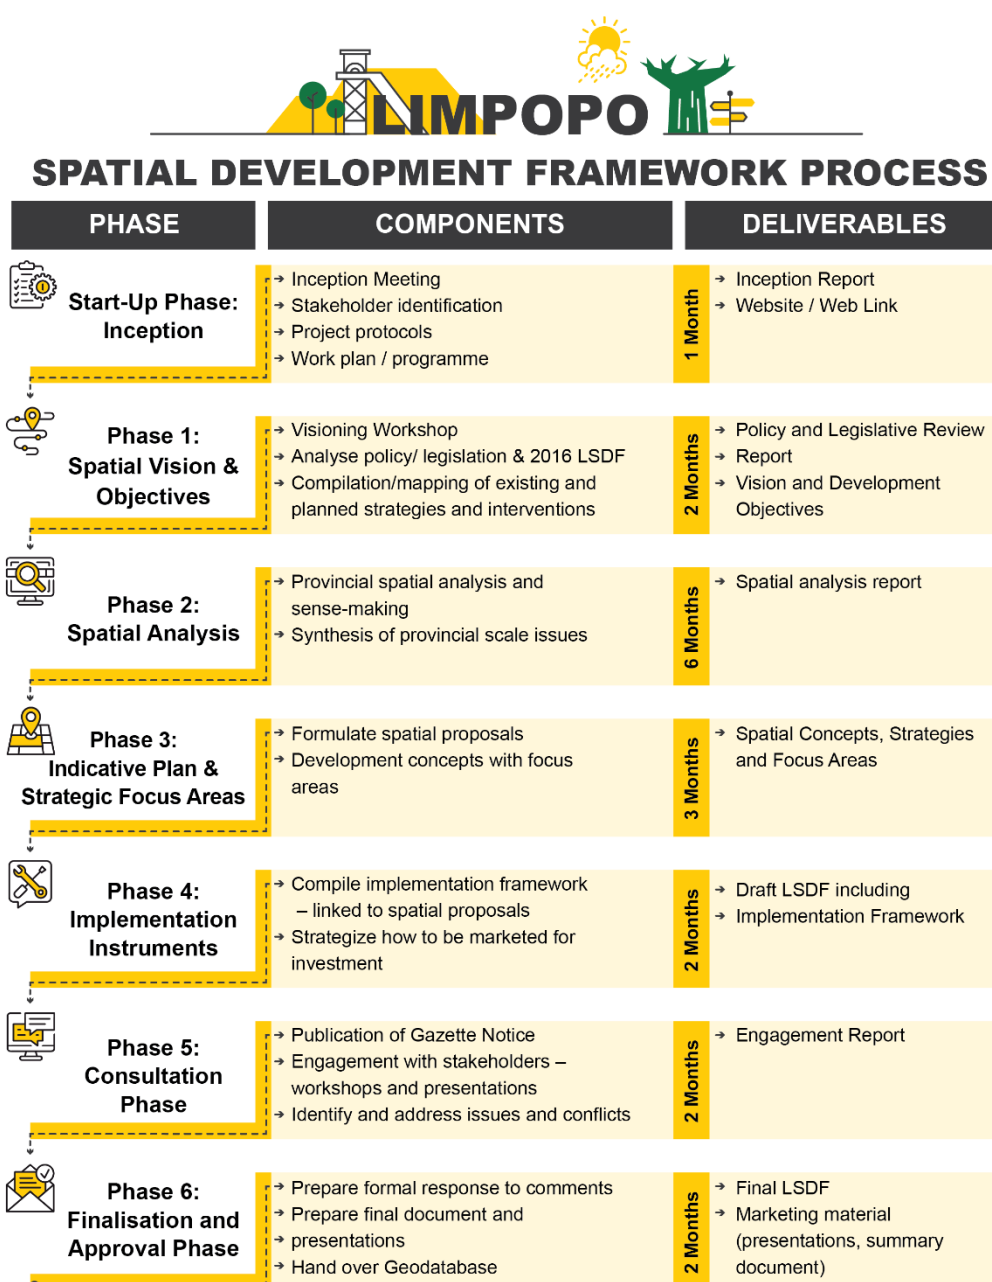 LIMPOPO
SPATIAL DEVELOPMENT FRAMEWORK PROCESS
PHASE
COMPONENTS
DELIVERABLES
Start-Up Phase:
Inception
Inception Meeting
Stakeholder identification
Project protocols
Work plan / programme
1 Month
Inception Report
Website / Web Link
Phase 1:
Spatial Vision &
Objectives
Visioning Workshop
Analyse policy/ legislation & 2016 LSDF
Compilation/mapping of existing and
planned strategies and interventions
2 Months
Policy and Legislative Review
Report
Vision and Development
Objectives
Phase 2:
Spatial Analysis
Provincial spatial analysis and
sense-making
Synthesis of provincial scale issues
6 Months
Spatial analysis report
Phase 3:
Indicative Plan &
Strategic Focus Areas
Formulate spatial proposals
Development concepts with focus
areas
3 Months
Spatial Concepts, Strategies
and Focus Areas
Phase 4:
Implementation
Instruments
Compile implementation framework
– linked to spatial proposals
Strategize how to be marketed for
investment
2 Months
Draft LSDF including
Implementation Framework
Phase 5:
Consultation
Phase
Publication of Gazette Notice
Engagement with stakeholders –
workshops and presentations
Identify and address issues and conflicts
2 Months
Engagement Report
Phase 6:
Finalisation and
Approval Phase
Prepare formal response to comments
Prepare final document and
presentations
Hand over Geodatabase
2 Months
Final LSDF
Marketing material
(presentations, summary
document)